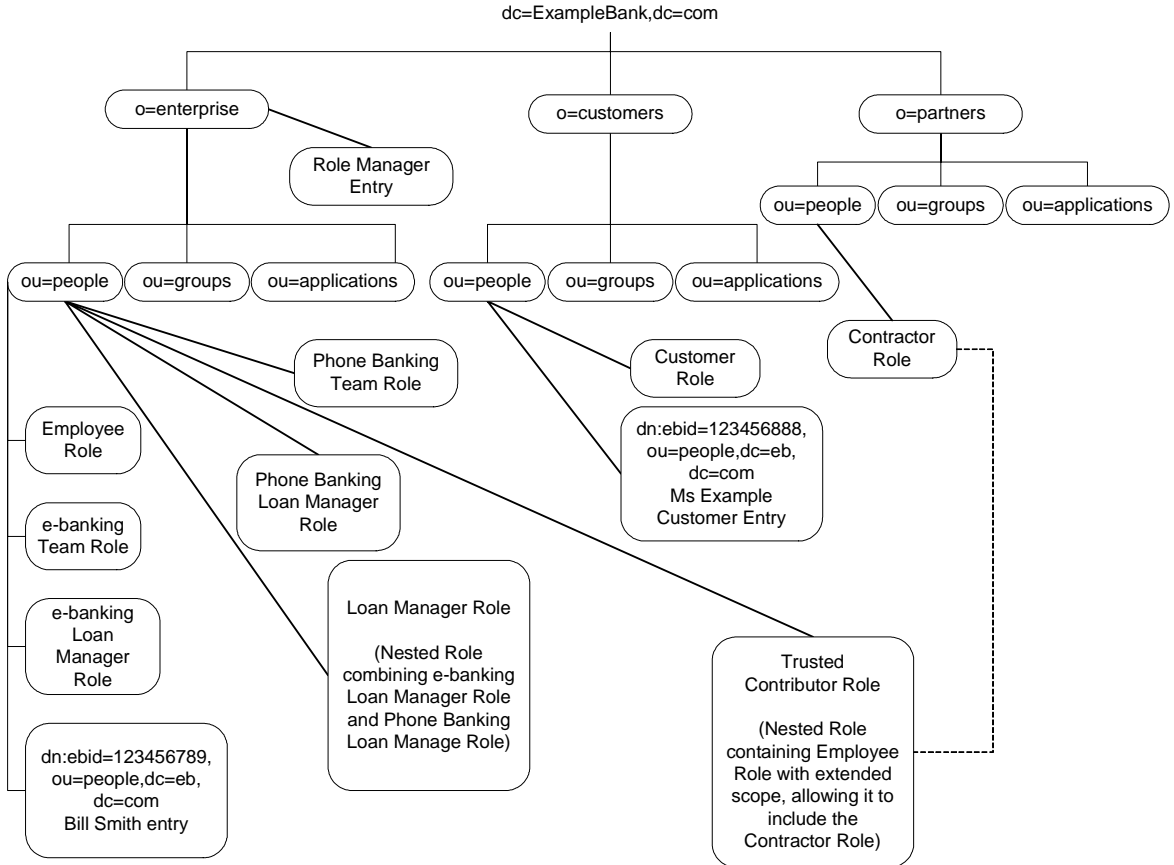 dc=ExampleBank,dc=com
o=enterprise
o=customers
o=partners
Role Manager
Entry
ou=people
ou=groups
ou=applications
ou=people
ou=groups
ou=applications
ou=people
ou=groups
ou=applications
Contractor
Role
Phone Banking
Team Role
Customer
Role
Employee
Role
dn:ebid=123456888,
ou=people,dc=eb,
dc=com
Ms Example
Customer Entry
Phone Banking
Loan Manager
Role
e-banking
Team Role
e-banking
Loan
Manager
Role
Loan Manager Role
(Nested Role
combining e-banking
Loan Manager Role
and Phone Banking
Loan Manage Role)
Trusted
Contributor Role
(Nested Role
containing Employee
Role with extended
scope, allowing it to
include the
Contractor Role)
dn:ebid=123456789,
ou=people,dc=eb,
dc=com
Bill Smith entry